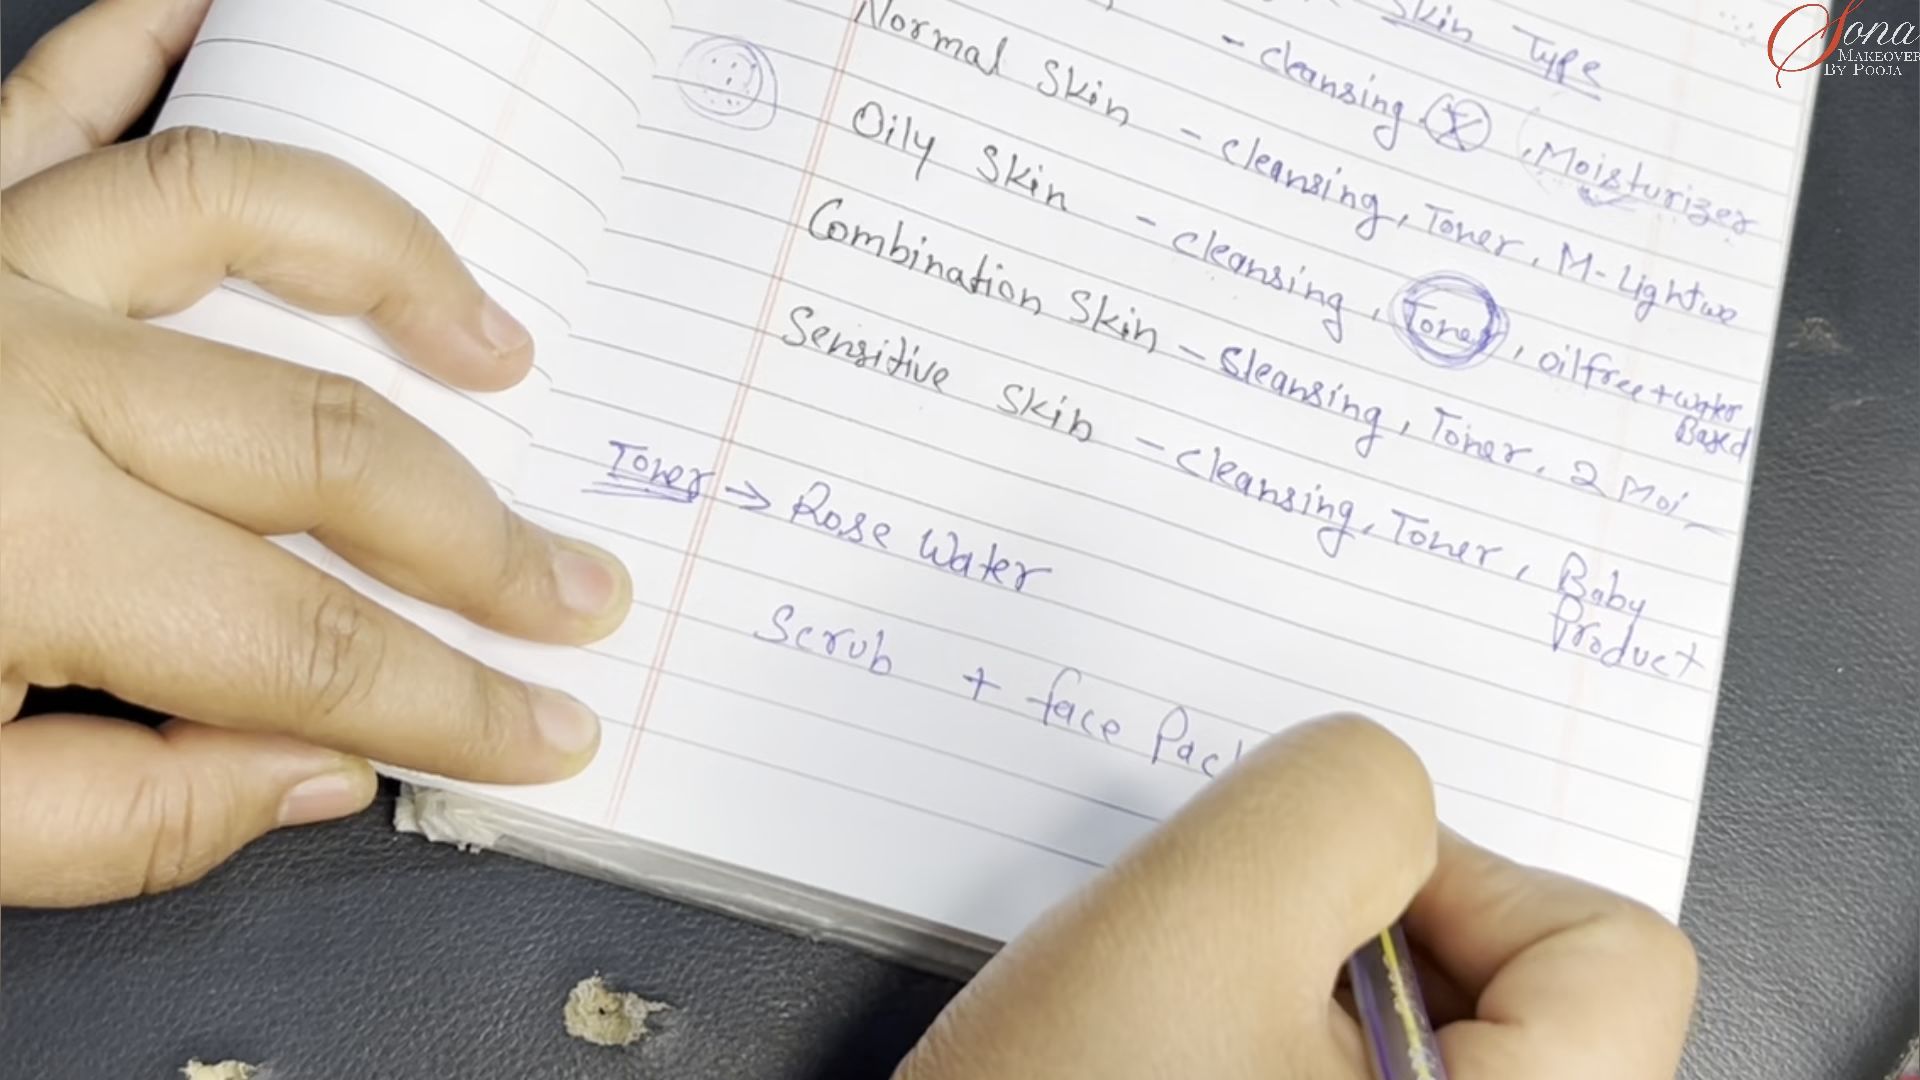 Skin Type
- cleansing, X, Moisturizer
Normal Skin - cleansing, Toner, M-Lightwe
Oily Skin - cleansing, Toner, oilfree + water Based
Combination Skin - Sleansing, Toner, 2 Moi
Sensitive Skin - cleansing, Toner, Baby Product
Toner → Rose Water
Scrub + face Pack
Sona
MAKEOVER
BY POOJA